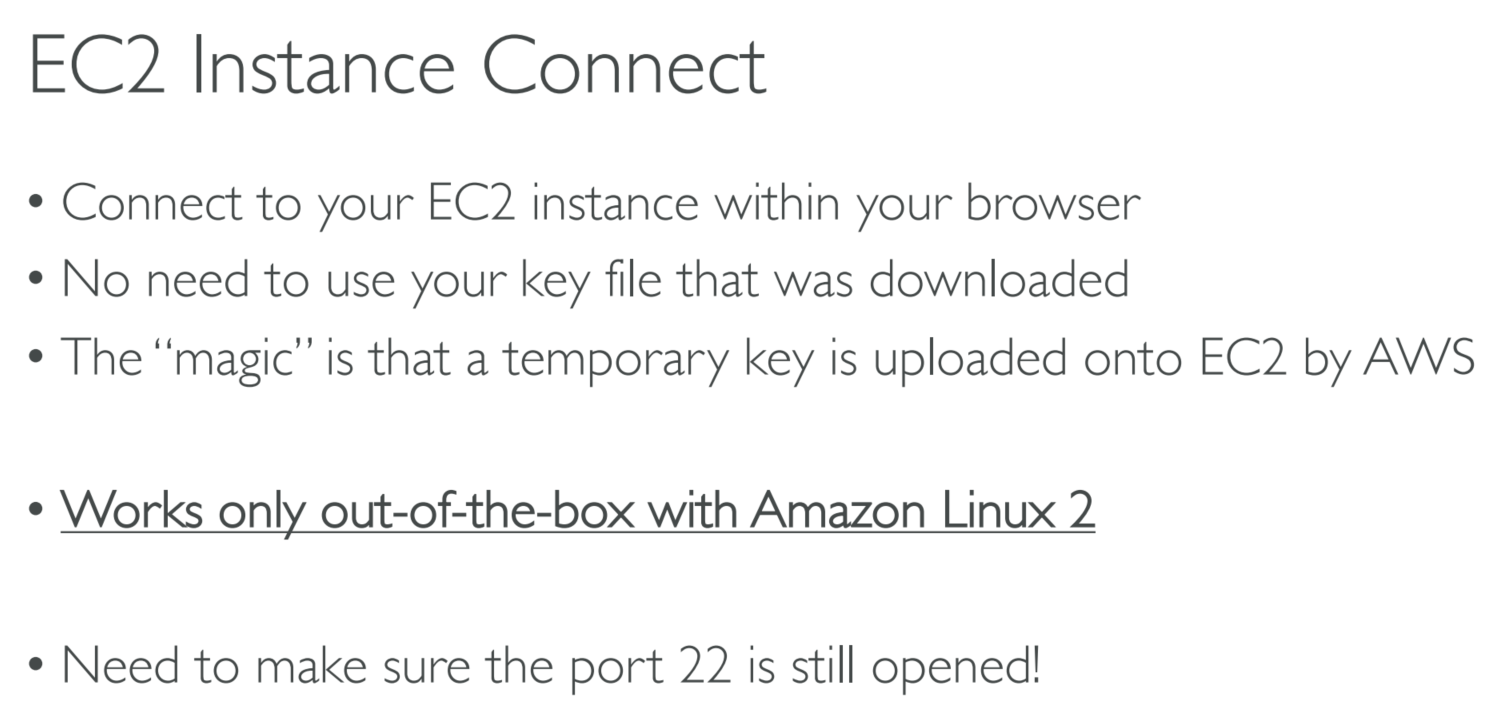 EC2 Instance Connect
• Connect to your EC2 instance within your browser
• No need to use your key file that was downloaded
• The “magic” is that a temporary key is uploaded onto EC2 by AWS
• Works only out-of-the-box with Amazon Linux 2
• Need to make sure the port 22 is still opened!